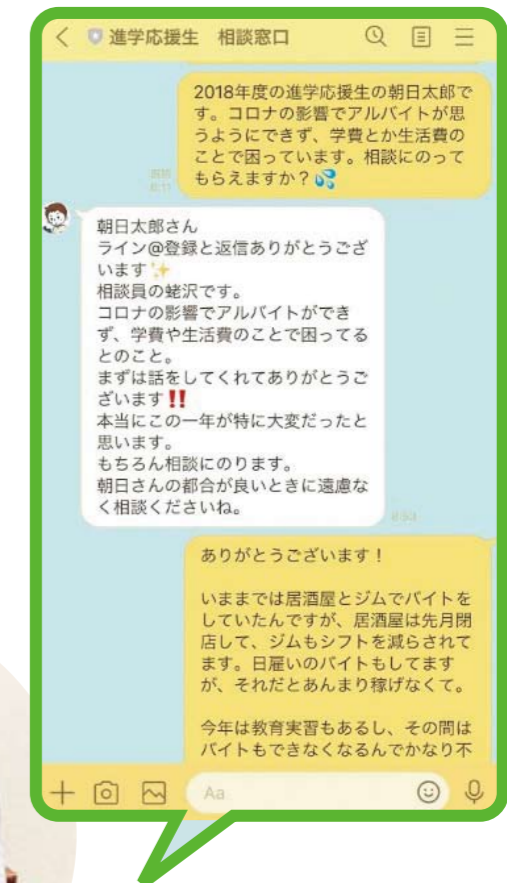 進学応援生　相談窓口
2018年度の進学応援生の朝日太郎で
す。コロナの影響でアルバイトが思
うようにできず、学費とか生活費の
ことで困っています。相談にのって
もらえますか？💦
朝日太郎さん
ライン@登録と返信ありがとうござ
います✨
相談員の蛯沢です。
コロナの影響でアルバイトができ
ず、学費や生活費のことで困ってる
とのこと。
まずは話をしてくれてありがとうご
ざいます‼️
本当にこの一年が特に大変だったと
思います。
もちろん相談にのります。
朝日さんの都合が良いときに遠慮な
く相談くださいね。
ありがとうございます！
いままでは居酒屋とジムでバイトを
していたんですが、居酒屋は先月閉
店して、ジムもシフトを減らされて
ます。日雇いのバイトもしてます
が、それだとあんまり稼げなくて。
今年は教育実習もあるし、その間は
バイトもできなくなるんでかなり不
Aa